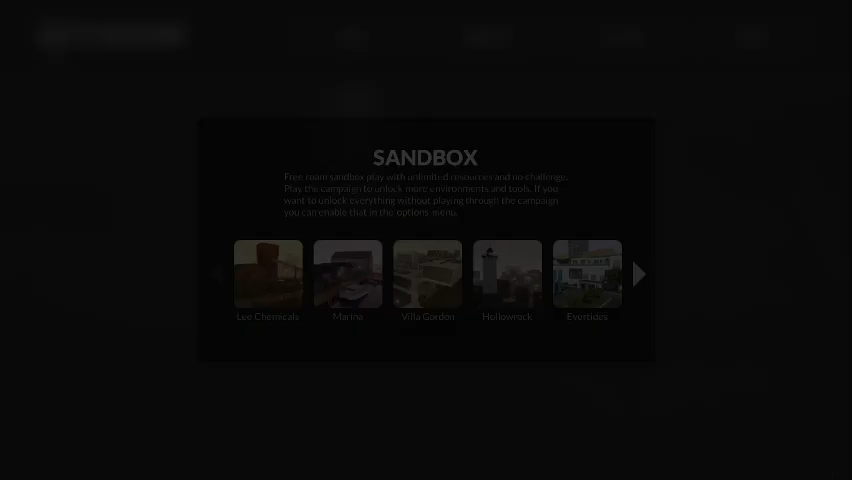 SANDBOX
Free roam sandbox play with unlimited resources and no challenge.
Play the campaign to unlock more environments and tools. If you
want to unlock everything without playing through the campaign
you can enable that in the options menu.
Lee Chemicals Marina Villa Gordon Hollowrock Evertides